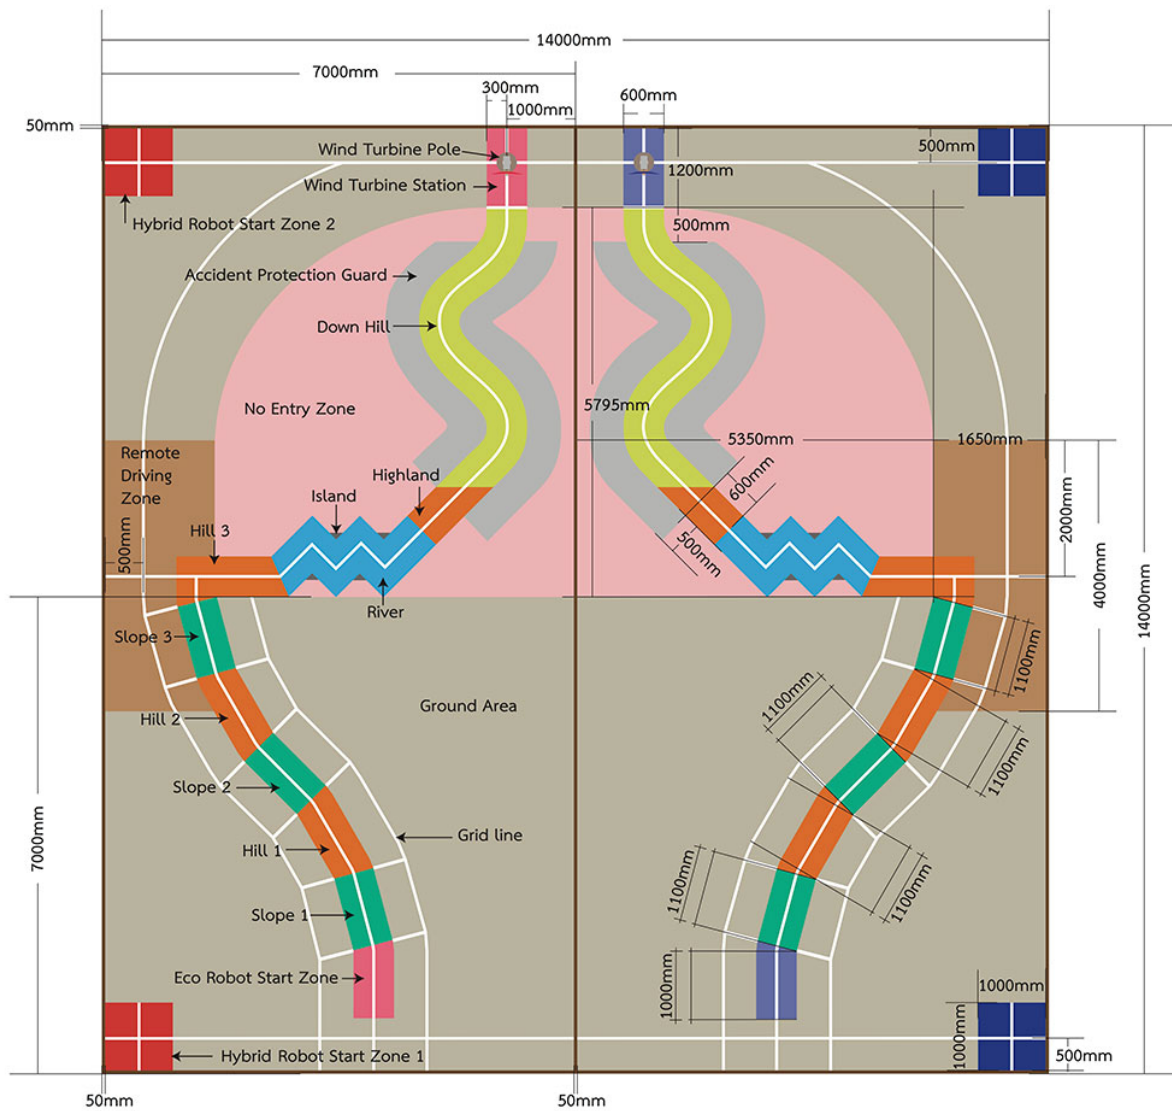 14000mm
7000mm
300mm
600mm
1000mm
50mm
500mm
Wind Turbine Pole
1200mm
Wind Turbine Station
Hybrid Robot Start Zone 2
500mm
Accident Protection Guard
Down Hill
No Entry Zone
5795mm
5350mm
1650mm
Remote
Driving
Zone
Highland
600mm
Island
2000mm
Hill 3
500mm
500mm
4000mm
14000mm
River
Slope 3
1100mm
Ground Area
1100mm
Hill 2
Slope 2
1100mm
7000mm
Grid line
Hill 1
1100mm
1100mm
Slope 1
Eco Robot Start Zone
1000mm
1000mm
1000mm
Hybrid Robot Start Zone 1
500mm
50mm
50mm